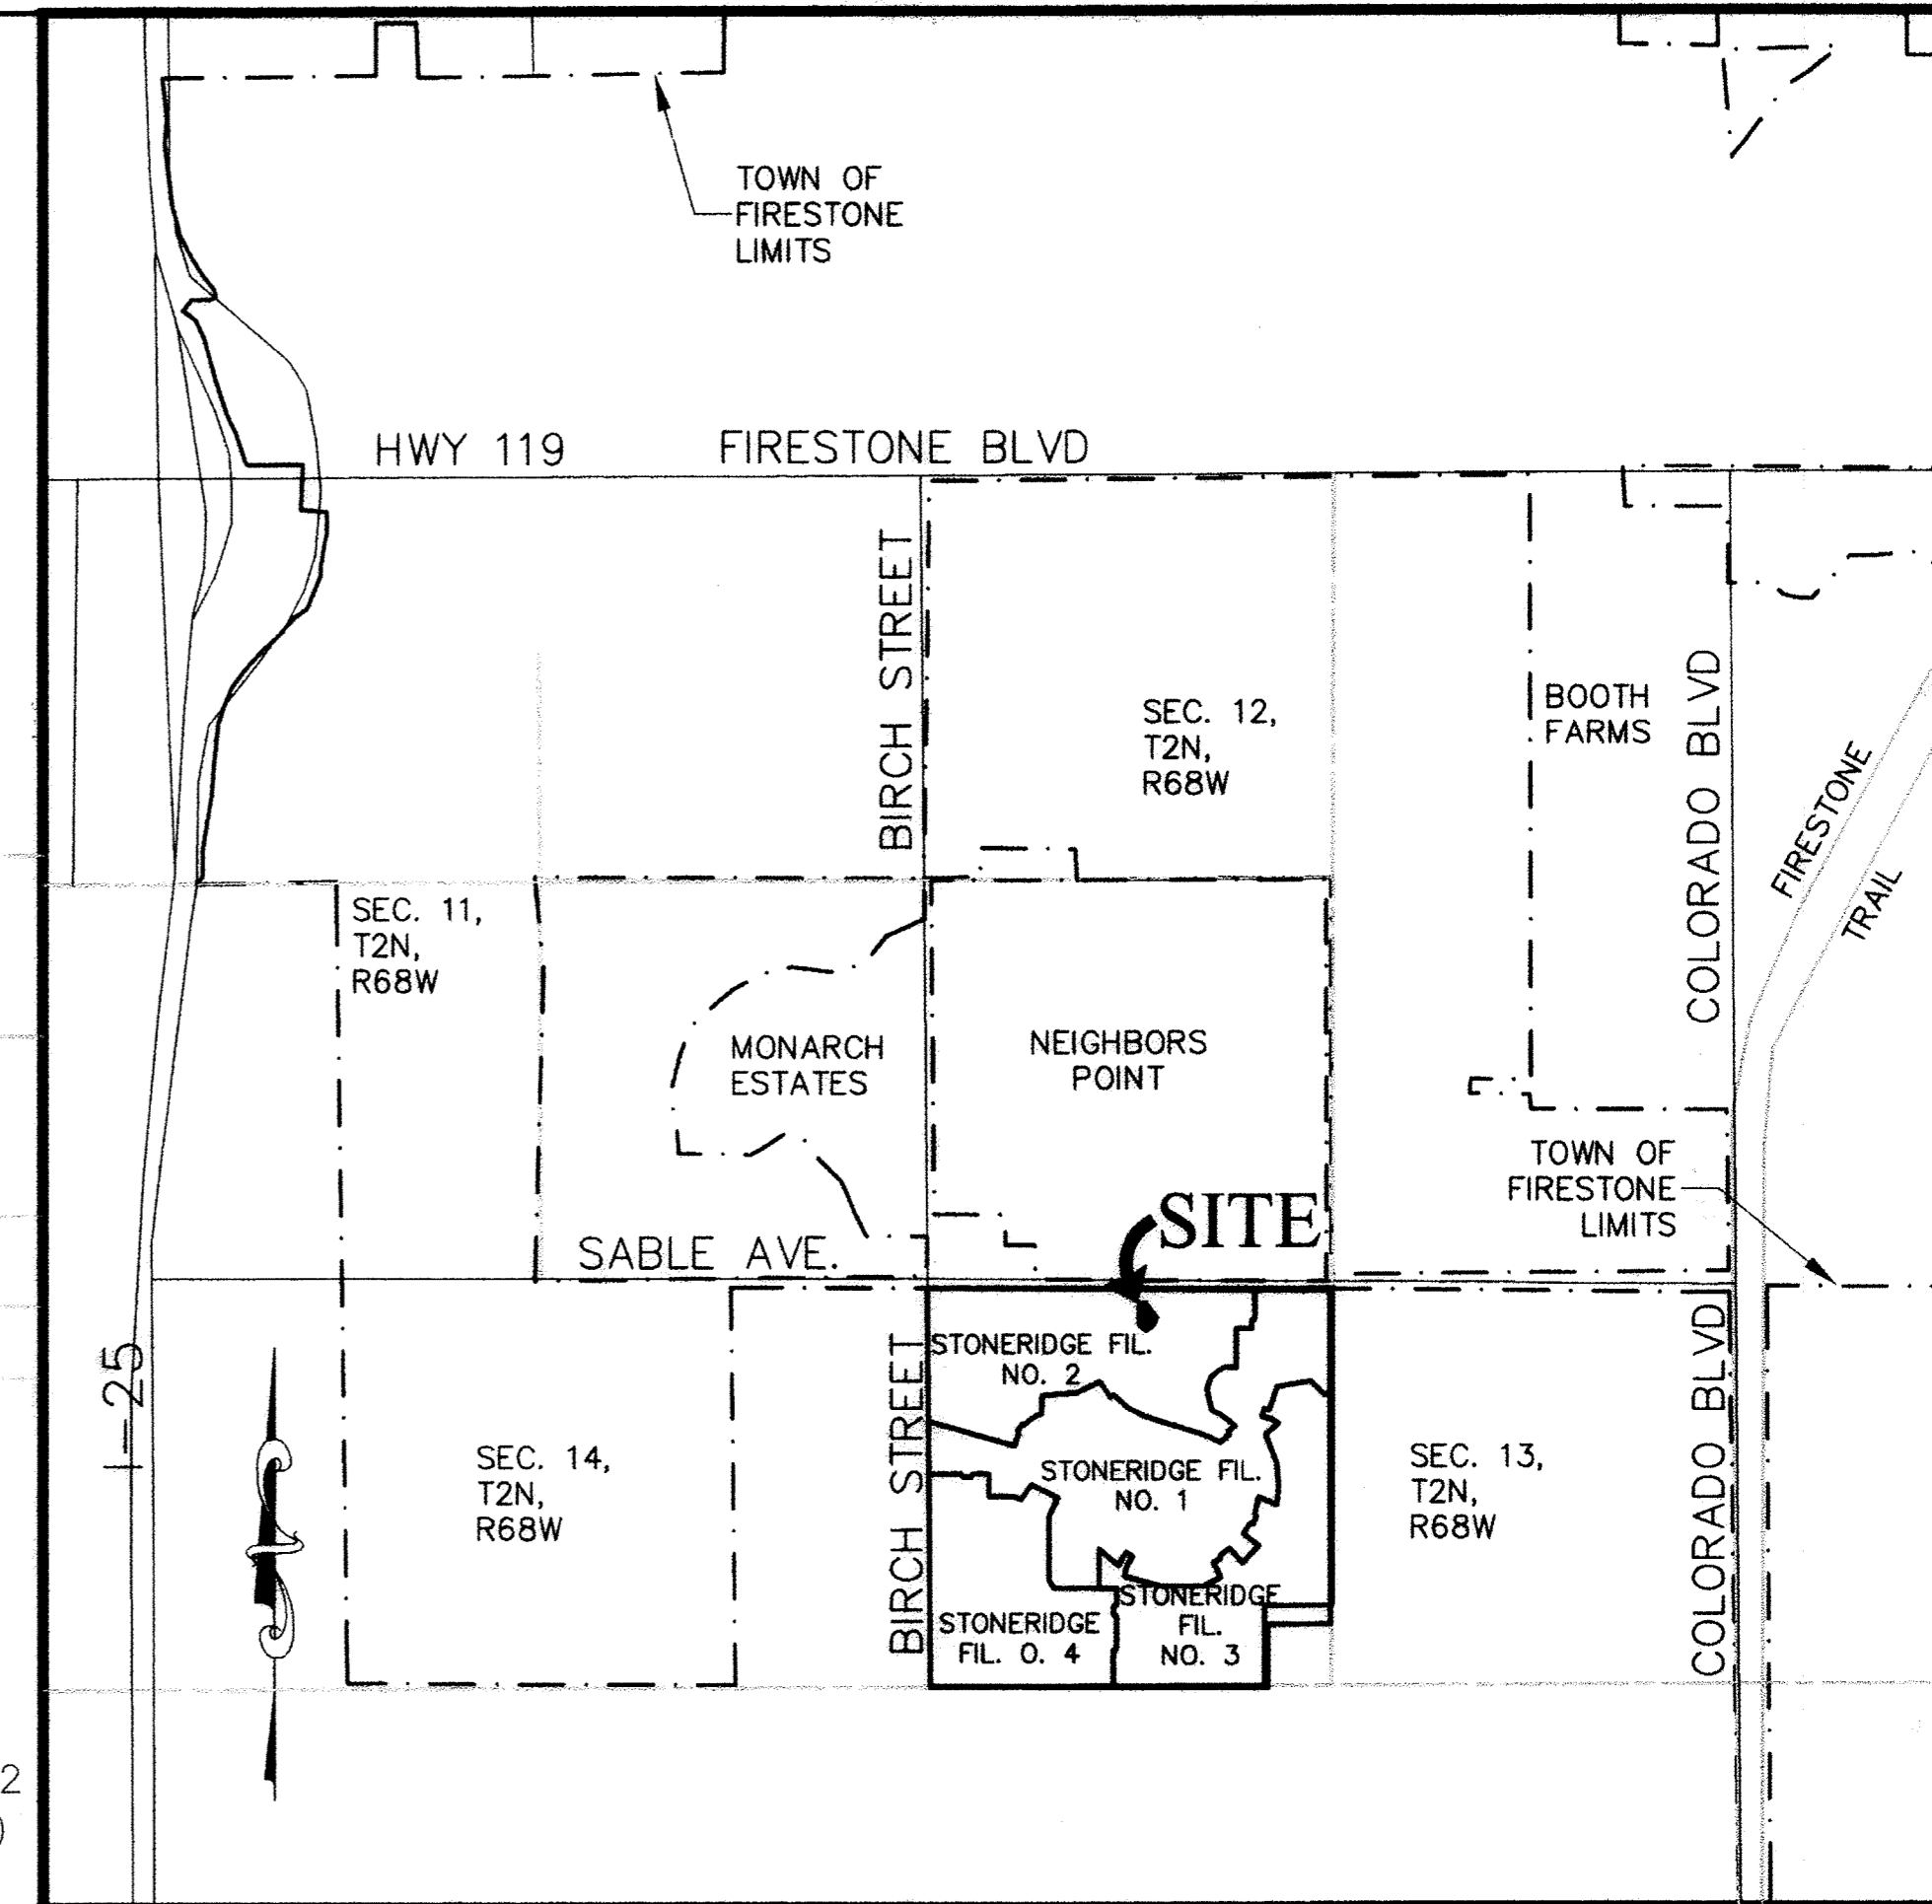 TOWN OF
FIRESTONE
LIMITS
HWY 119
FIRESTONE BLVD
BIRCH STREET
SEC. 12,
T2N,
R68W
BOOTH
FARMS
COLORADO BLVD
FIRESTONE
TRAIL
SEC. 11,
T2N,
R68W
MONARCH
ESTATES
NEIGHBORS
POINT
TOWN OF
FIRESTONE
LIMITS
SITE
SABLE AVE.
I-25
BIRCH STREET
STONERIDGE FIL.
NO. 2
STONERIDGE FIL.
NO. 1
SEC. 14,
T2N,
R68W
SEC. 13,
T2N,
R68W
COLORADO BLVD
STONERIDGE
FIL. O. 4
STONERIDGE
FIL.
NO. 3
2